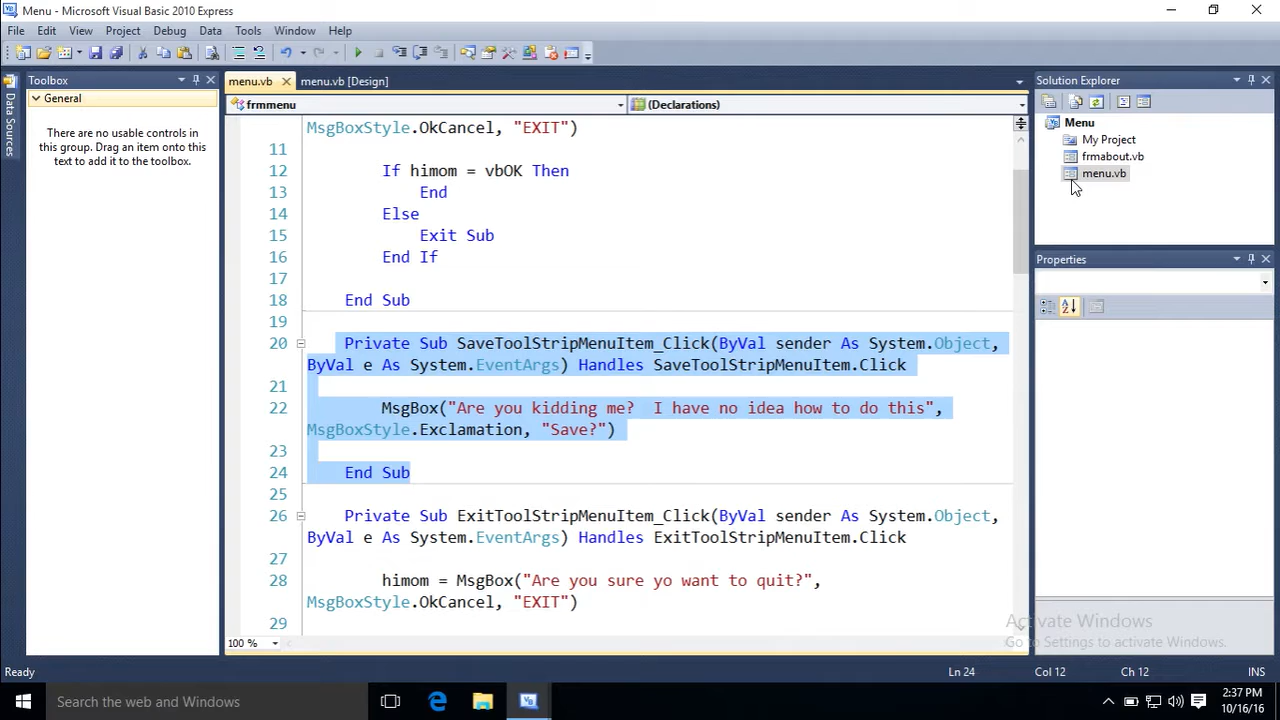 Menu - Microsoft Visual Basic 2010 Express
File Edit View Project Debug Data Tools Window Help
Toolbox
menu.vb
menu.vb [Design]
Solution Explorer
General
frmmenu
(Declarations)
There are no usable controls in
this group. Drag an item onto this
text to add it to the toolbox.
Data Sources
MsgBoxStyle.OkCancel, "EXIT")
11
12 If himom = vbOK Then
13 End
14 Else
15 Exit Sub
16 End If
17
18 End Sub
19
20 Private Sub SaveToolStripMenuItem_Click(ByVal sender As System.Object,
ByVal e As System.EventArgs) Handles SaveToolStripMenuItem.Click
21
22 MsgBox("Are you kidding me?  I have no idea how to do this",
MsgBoxStyle.Exclamation, "Save?")
23
24 End Sub
25
26 Private Sub ExitToolStripMenuItem_Click(ByVal sender As System.Object,
ByVal e As System.EventArgs) Handles ExitToolStripMenuItem.Click
27
28 himom = MsgBox("Are you sure yo want to quit?",
MsgBoxStyle.OkCancel, "EXIT")
29
100 %
Menu
My Project
frmabout.vb
menu.vb
Properties
Activate Windows
Go to Settings to activate Windows.
Ready
Ln 24
Col 12
Ch 12
INS
Search the web and Windows
2:37 PM
10/16/16